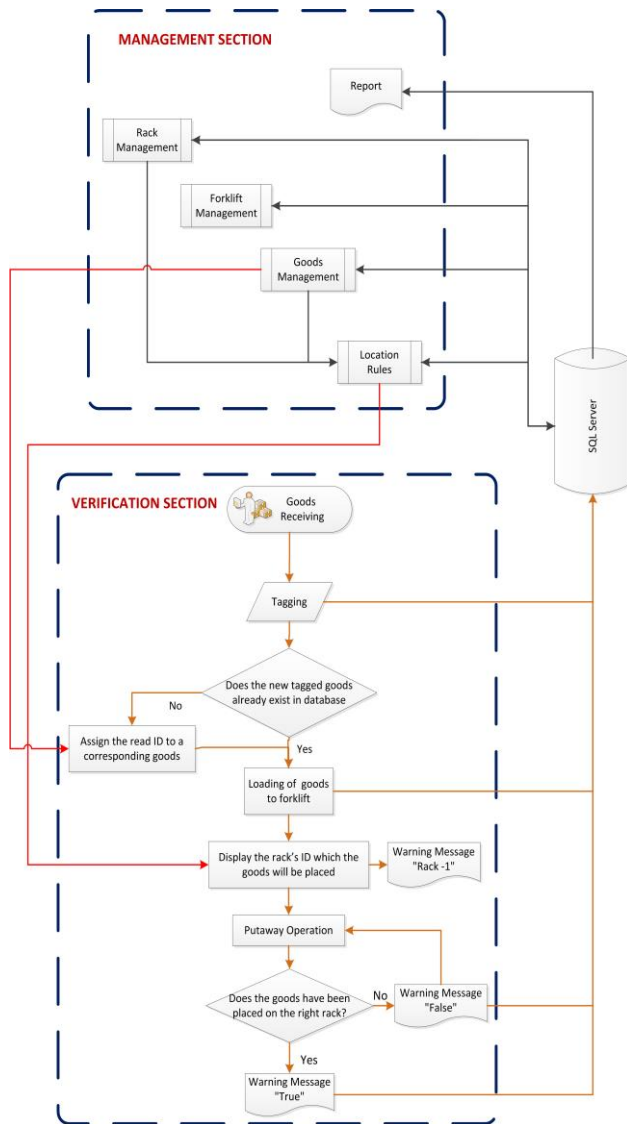 MANAGEMENT SECTION
Report
Rack
Management
Forklift
Management
Goods
Management
Location
Rules
SQL Server
VERIFICATION SECTION
Goods
Receiving
Tagging
Does the new tagged goods
already exist in database
No
Assign the read ID to a
corresponding goods
Yes
Loading of goods
to forklift
Display the rack's ID which the
goods will be placed
Warning Message
"Rack -1"
Putaway Operation
Does the goods have been
placed on the right rack?
No
Warning Message
"False"
Yes
Warning Message
"True"